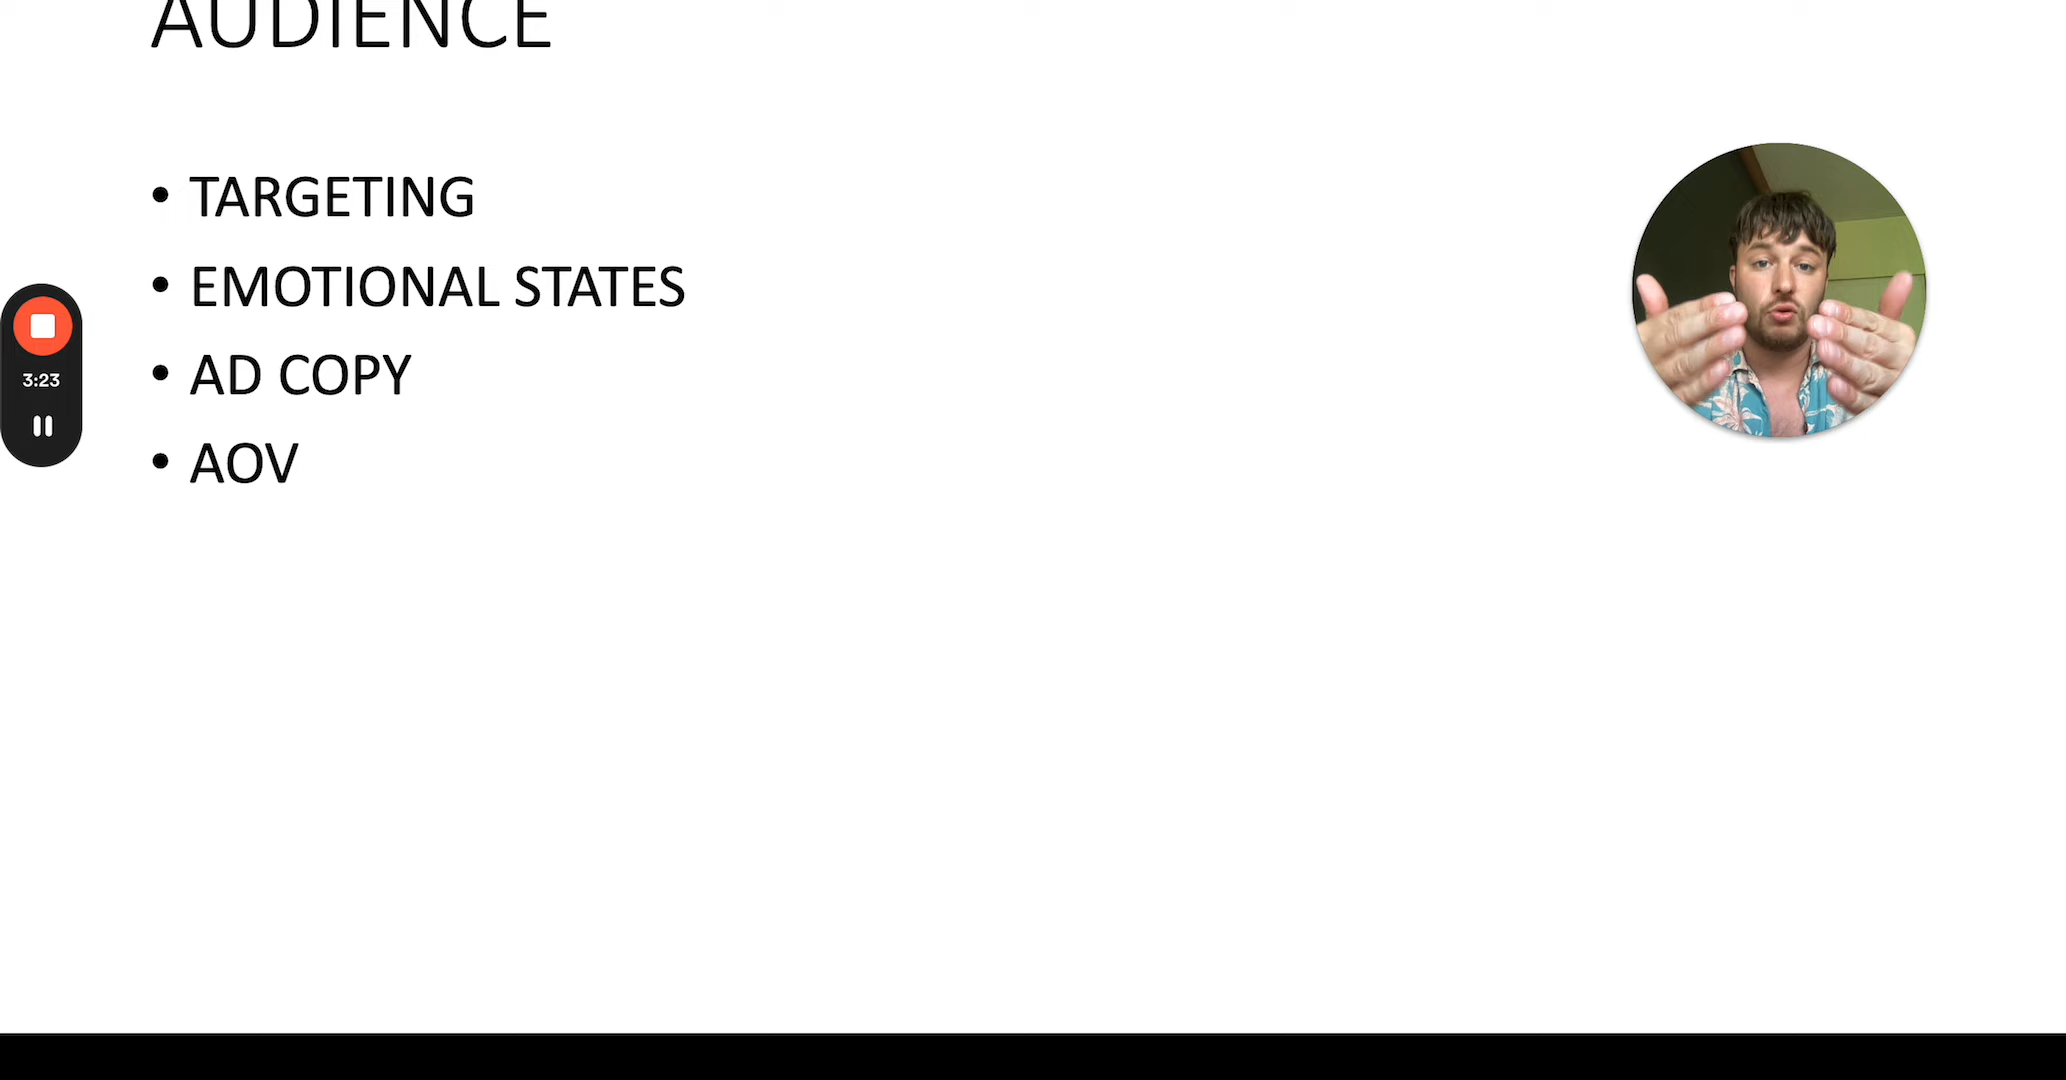 AUDIENCE
• TARGETING
• EMOTIONAL STATES
3:23
• AD COPY
• AOV